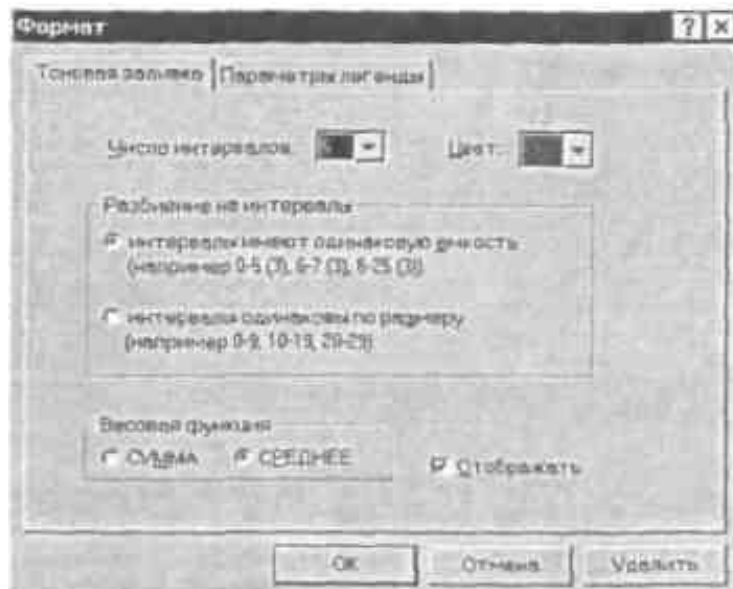 Формат
Тоновая заливка Параметры легенды
Число интервалов: Цвет:
Разбиение на интервалы
интервалы имеют одинаковую емкость
(например 0-5 (3), 6-7 (3), 8-25 (3))
интервалы одинаковы по размеру
(например 0-9, 10-19, 20-29)
Весовая функция
СУММА СРЕДНЕЕ
Отображать
ОК Отмена Удалить